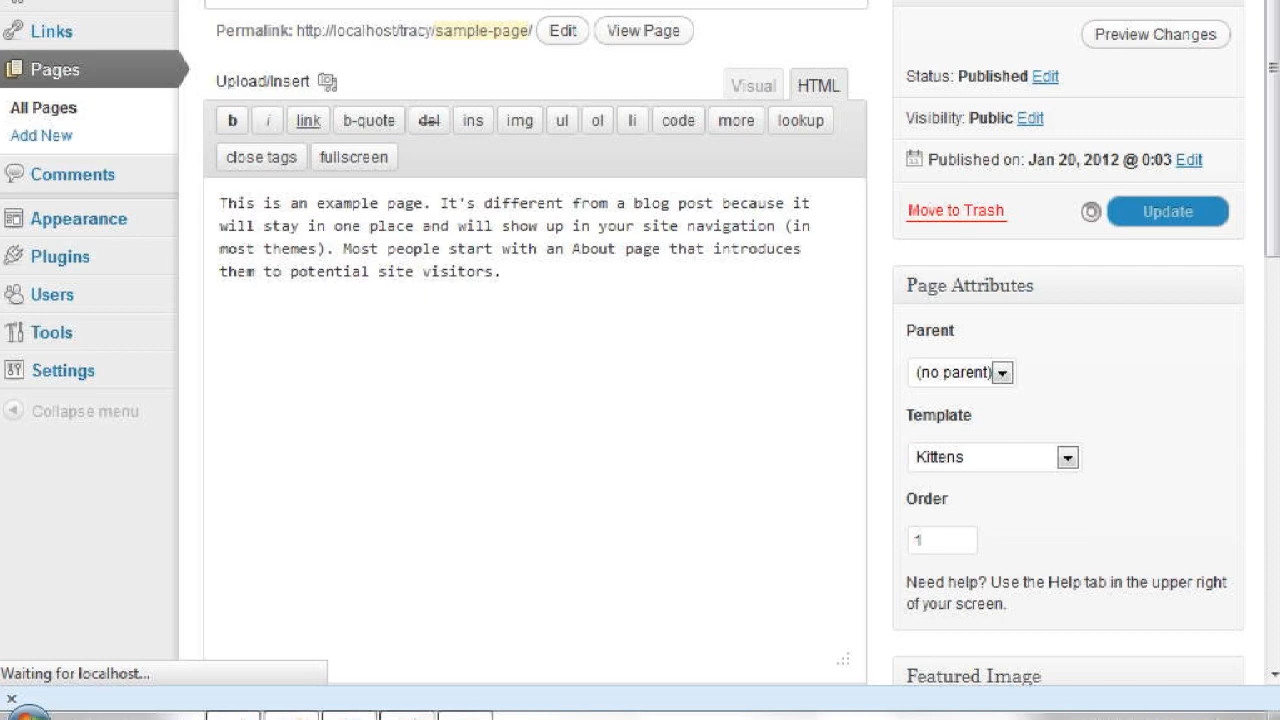 Links
Pages
All Pages
Add New
Comments
Appearance
Plugins
Users
Tools
Settings
Collapse menu
Permalink: http://localhost/tracy/sample-page/ Edit View Page
Upload/Insert
Visual HTML
b i link b-quote del ins img ul ol li code more lookup
close tags fullscreen
This is an example page. It's different from a blog post because it
will stay in one place and will show up in your site navigation (in
most themes). Most people start with an About page that introduces
them to potential site visitors.
Preview Changes
Status: Published Edit
Visibility: Public Edit
Published on: Jan 20, 2012 @ 0:03 Edit
Move to Trash Update
Page Attributes
Parent
(no parent)
Template
Kittens
Order
1
Need help? Use the Help tab in the upper right
of your screen.
Featured Image
Waiting for localhost...